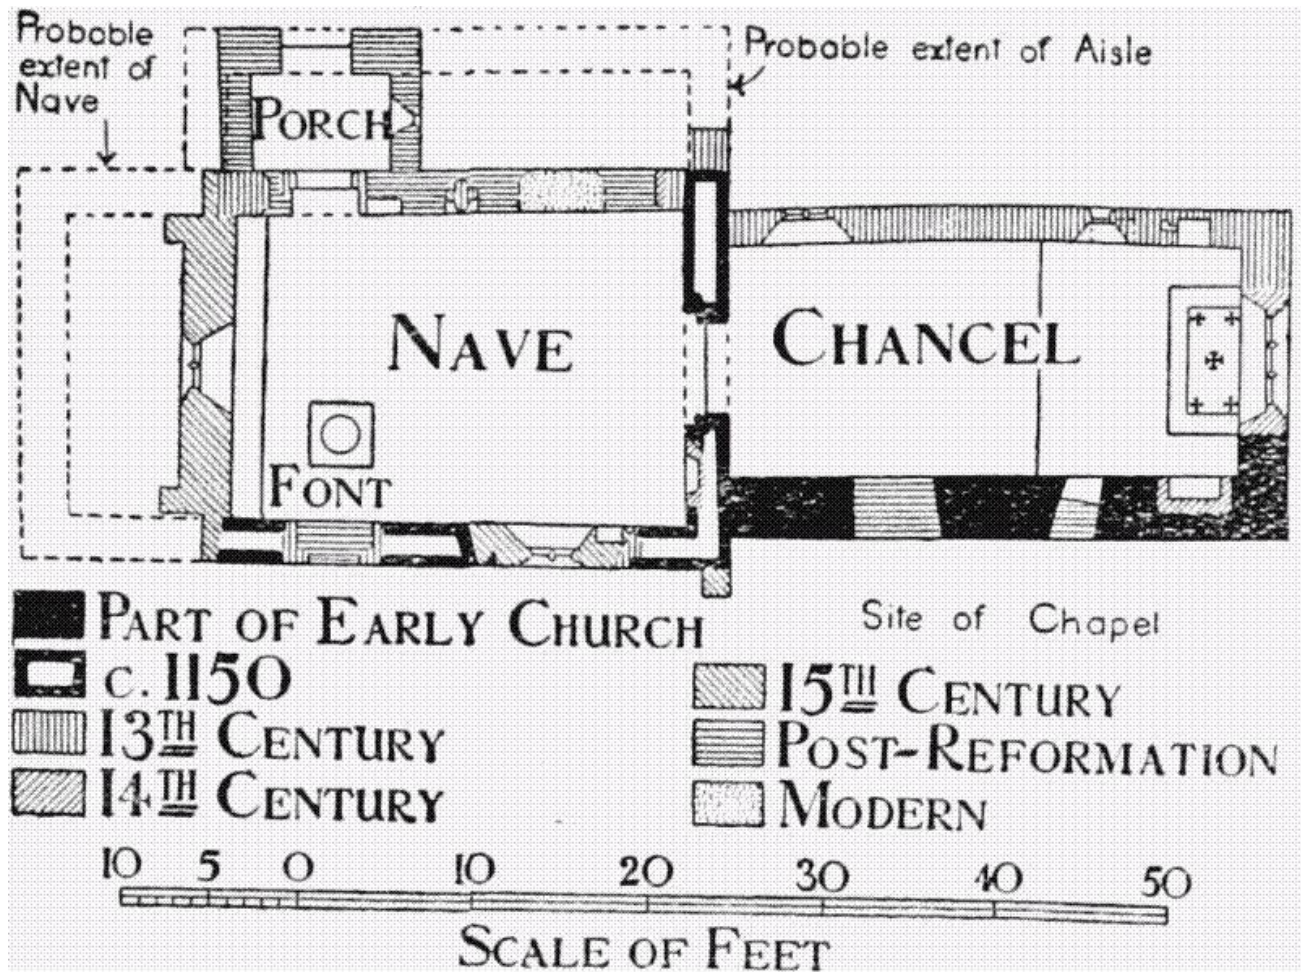 Probable
extent of
Nave
Probable extent of Aisle
PORCH
NAVE
CHANCEL
FONT
Site of Chapel
PART OF EARLY CHURCH
C. 1150
13TH CENTURY
14TH CENTURY
15TH CENTURY
POST-REFORMATION
MODERN
10 5 0 10 20 30 40 50
SCALE OF FEET